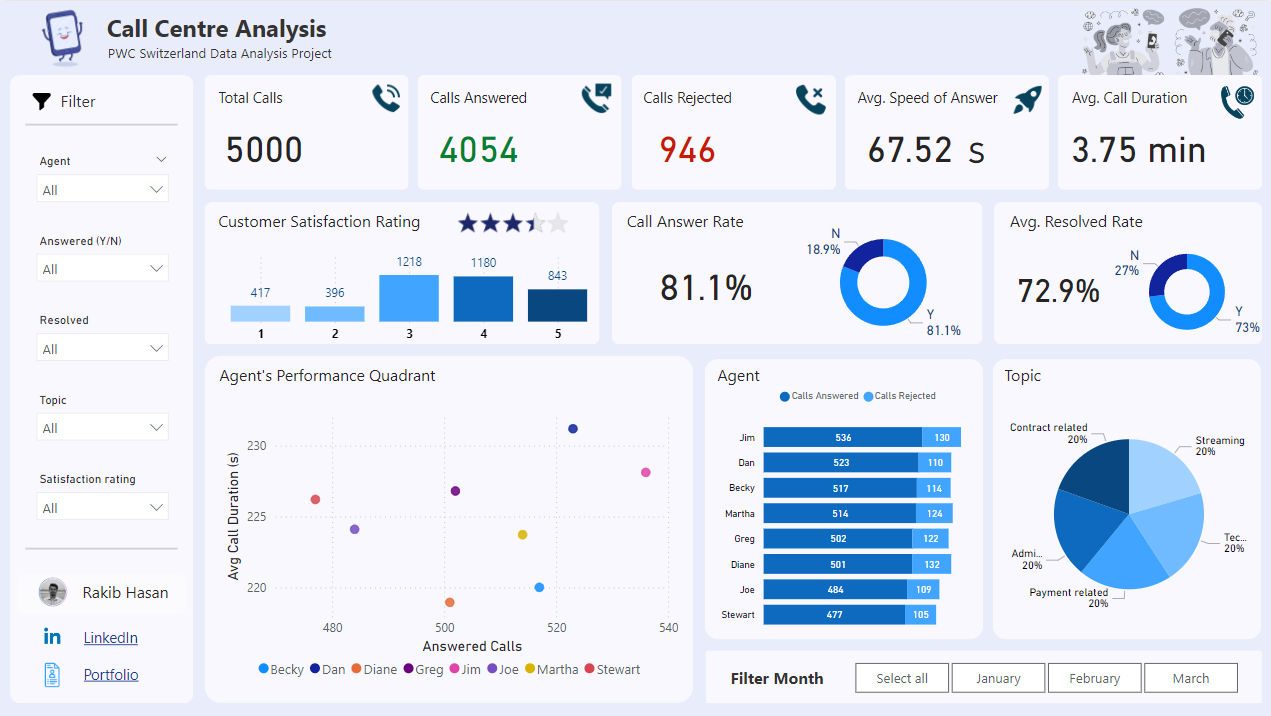 Call Centre Analysis
PWC Switzerland Data Analysis Project
Filter
Agent
All
Answered (Y/N)
All
Resolved
All
Topic
All
Satisfaction rating
All
Rakib Hasan
LinkedIn
Portfolio
Total Calls
5000
Calls Answered
4054
Calls Rejected
946
Avg. Speed of Answer
67.52 s
Avg. Call Duration
3.75 min
Customer Satisfaction Rating
417
396
1218
1180
843
1 2 3 4 5
Call Answer Rate
81.1%
N
18.9%
Y
81.1%
Avg. Resolved Rate
72.9%
N
27%
Y
73%
Agent's Performance Quadrant
Avg Call Duration (s)
230
225
220
480 500 520 540
Answered Calls
Becky Dan Diane Greg Jim Joe Martha Stewart
Agent
Calls Answered Calls Rejected
Jim 536 130
Dan 523 110
Becky 517 114
Martha 514 124
Greg 502 122
Diane 501 132
Joe 484 109
Stewart 477 105
Topic
Contract related
20%
Streaming
20%
Tec...
20%
Admi...
20%
Payment related
20%
Filter Month
Select all January February March